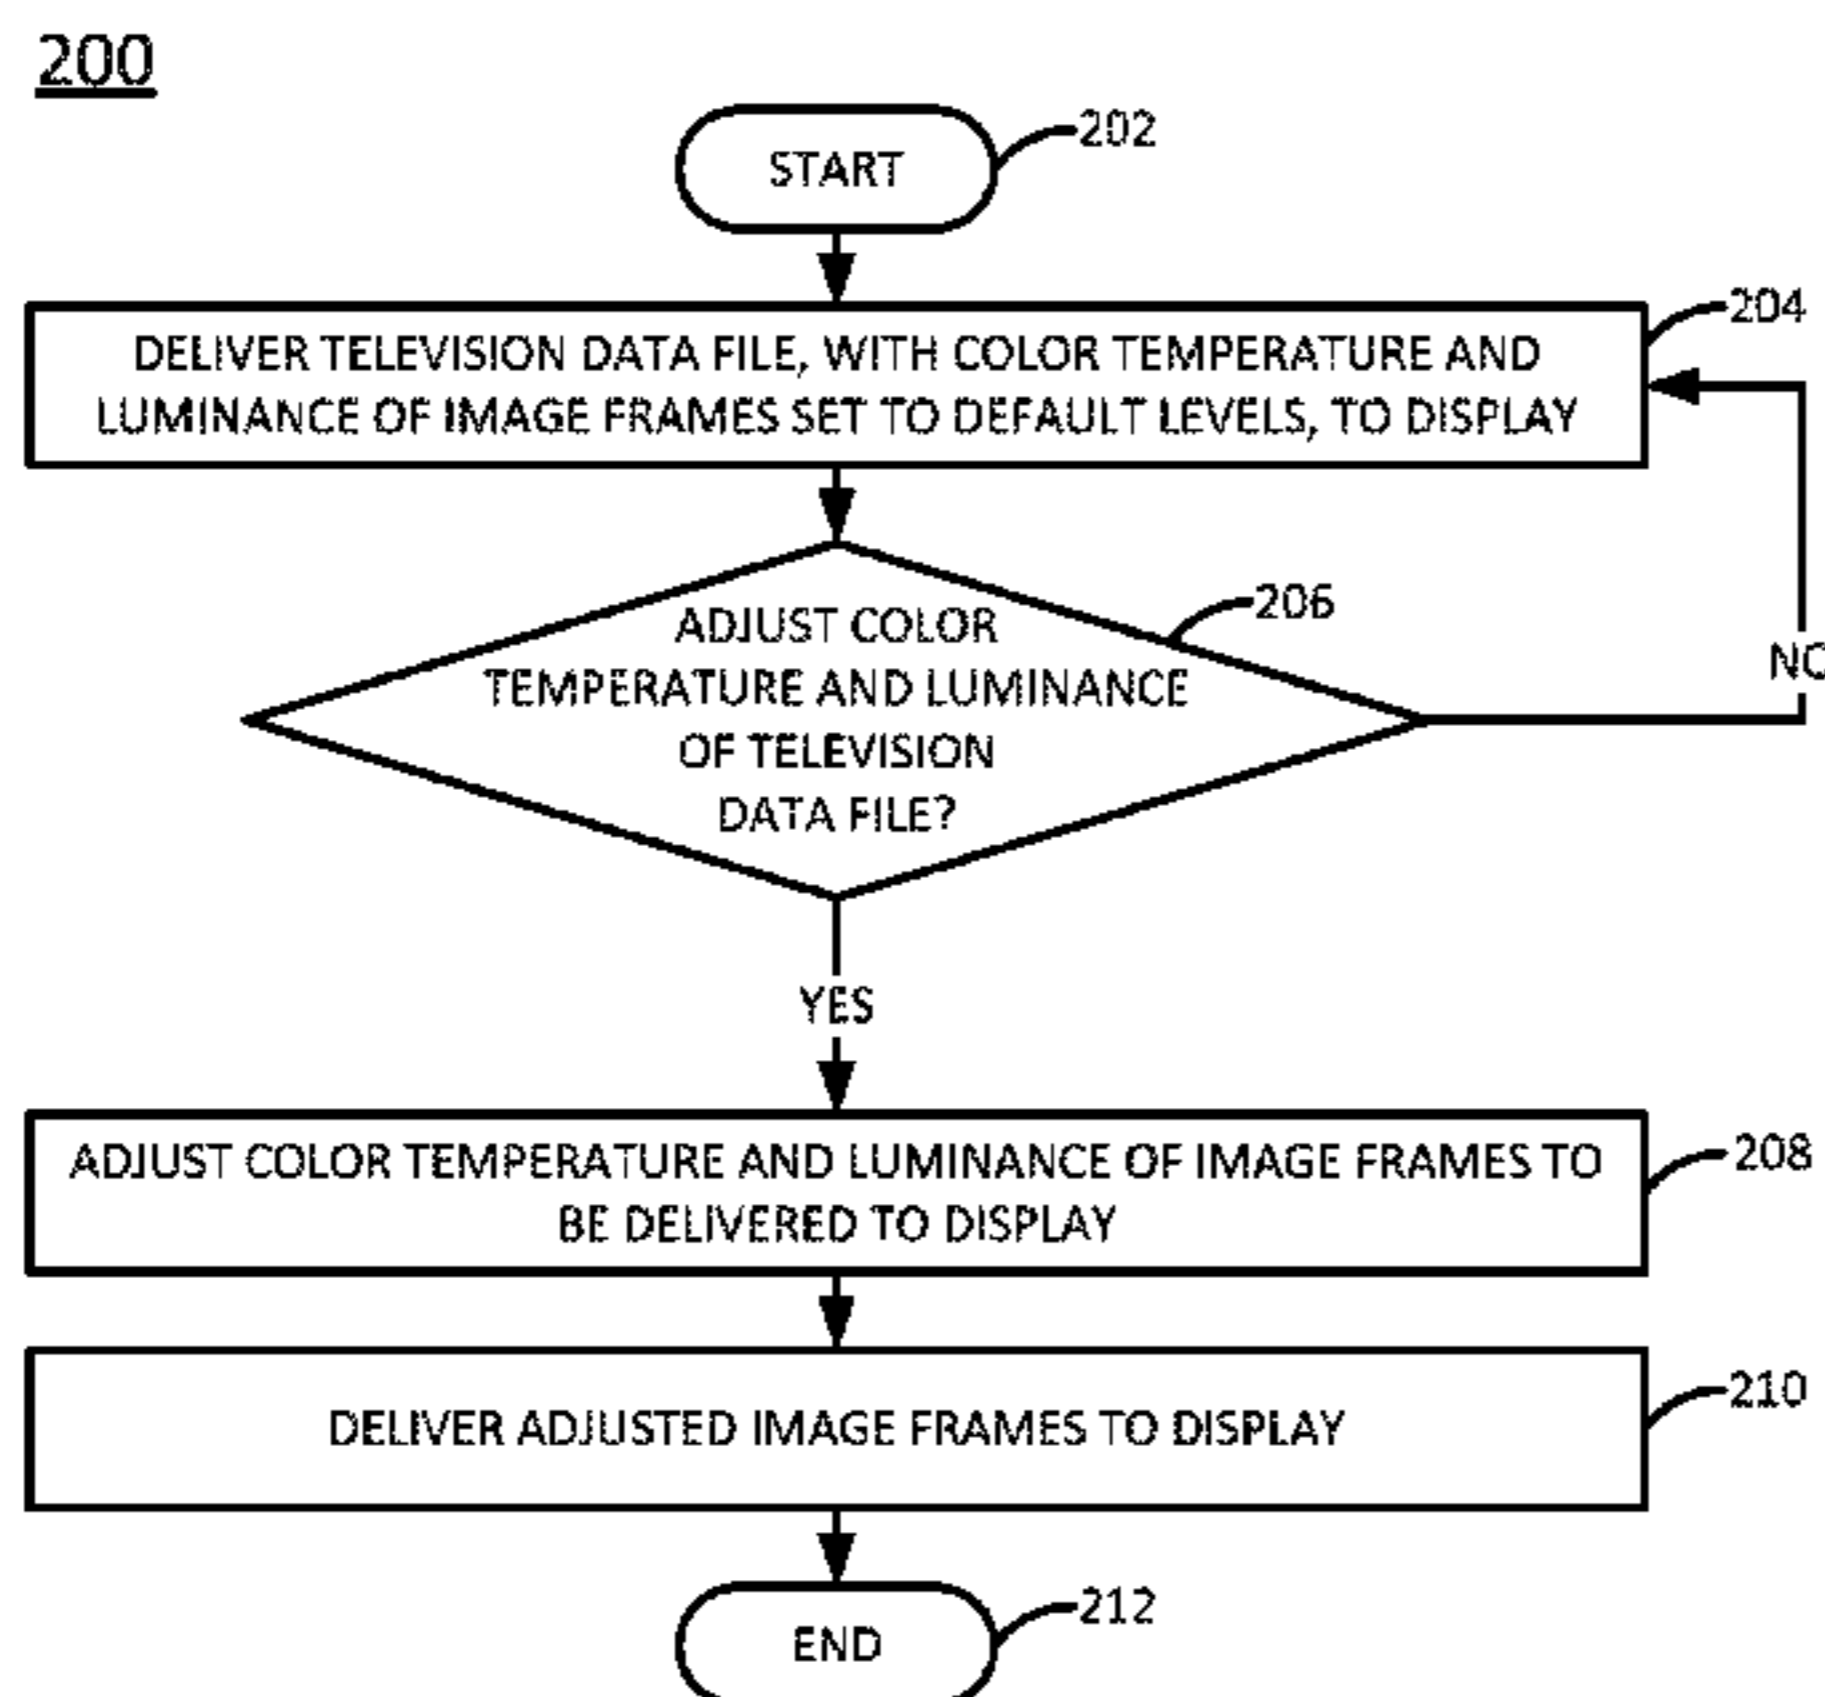 200
START
202
DELIVER TELEVISION DATA FILE, WITH COLOR TEMPERATURE AND
LUMINANCE OF IMAGE FRAMES SET TO DEFAULT LEVELS, TO DISPLAY
204
ADJUST COLOR
TEMPERATURE AND LUMINANCE
OF TELEVISION
DATA FILE?
206
NO
YES
ADJUST COLOR TEMPERATURE AND LUMINANCE OF IMAGE FRAMES TO
BE DELIVERED TO DISPLAY
208
DELIVER ADJUSTED IMAGE FRAMES TO DISPLAY
210
END
212